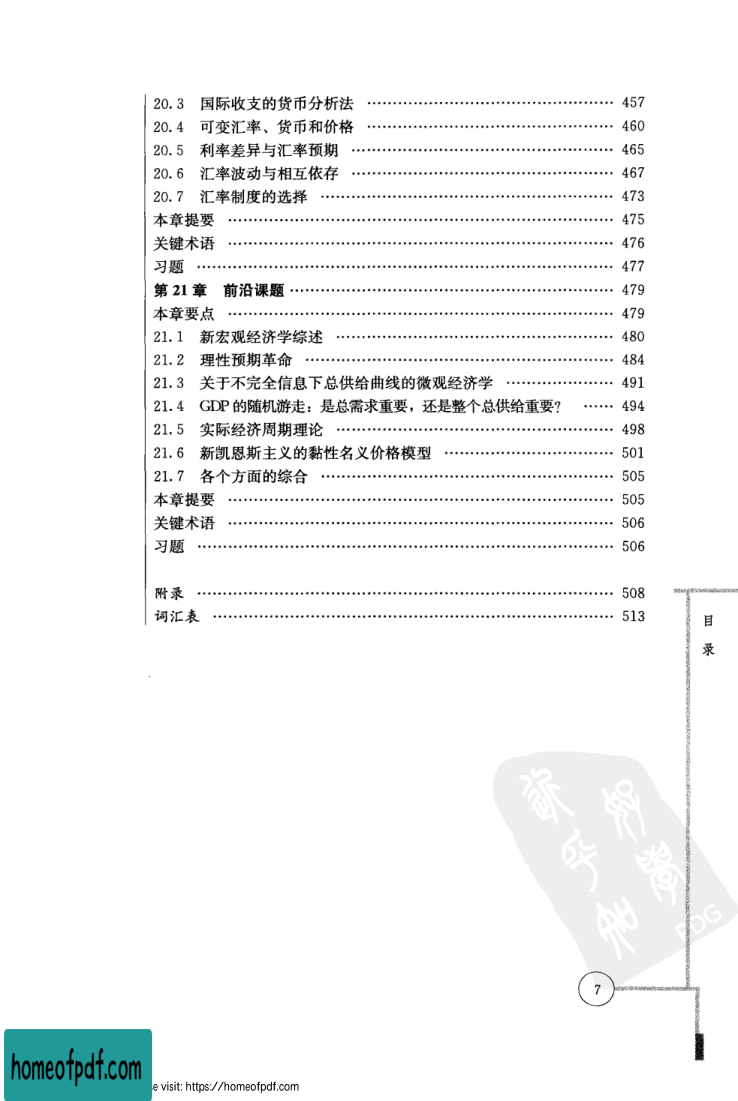 20.3 国际收支的货币分析法 …………………………………… 457
20.4 可变汇率、货币和价格 …………………………………… 460
20.5 利率差异与汇率预期 …………………………………… 465
20.6 汇率波动与相互依存 …………………………………… 467
20.7 汇率制度的选择 …………………………………… 473
本章提要 …………………………………… 475
关键术语 …………………………………… 476
习题 …………………………………… 477
第 21 章 前沿课题 …………………………………… 479
本章要点 …………………………………… 479
21.1 新宏观经济学综述 …………………………………… 480
21.2 理性预期革命 …………………………………… 484
21.3 关于不完全信息下总供给曲线的微观经济学 ……………… 491
21.4 GDP的随机游走：是总需求重要，还是整个总供给重要? …… 494
21.5 实际经济周期理论 …………………………………… 498
21.6 新凯恩斯主义的黏性名义价格模型 ……………………… 501
21.7 各个方面的综合 …………………………………… 505
本章提要 …………………………………… 505
关键术语 …………………………………… 506
习题 …………………………………… 506
附录 …………………………………… 508
词汇表 …………………………………… 513
目
录
好學
PDG
7
homeofpdf.com
e visit: https://homeofpdf.com